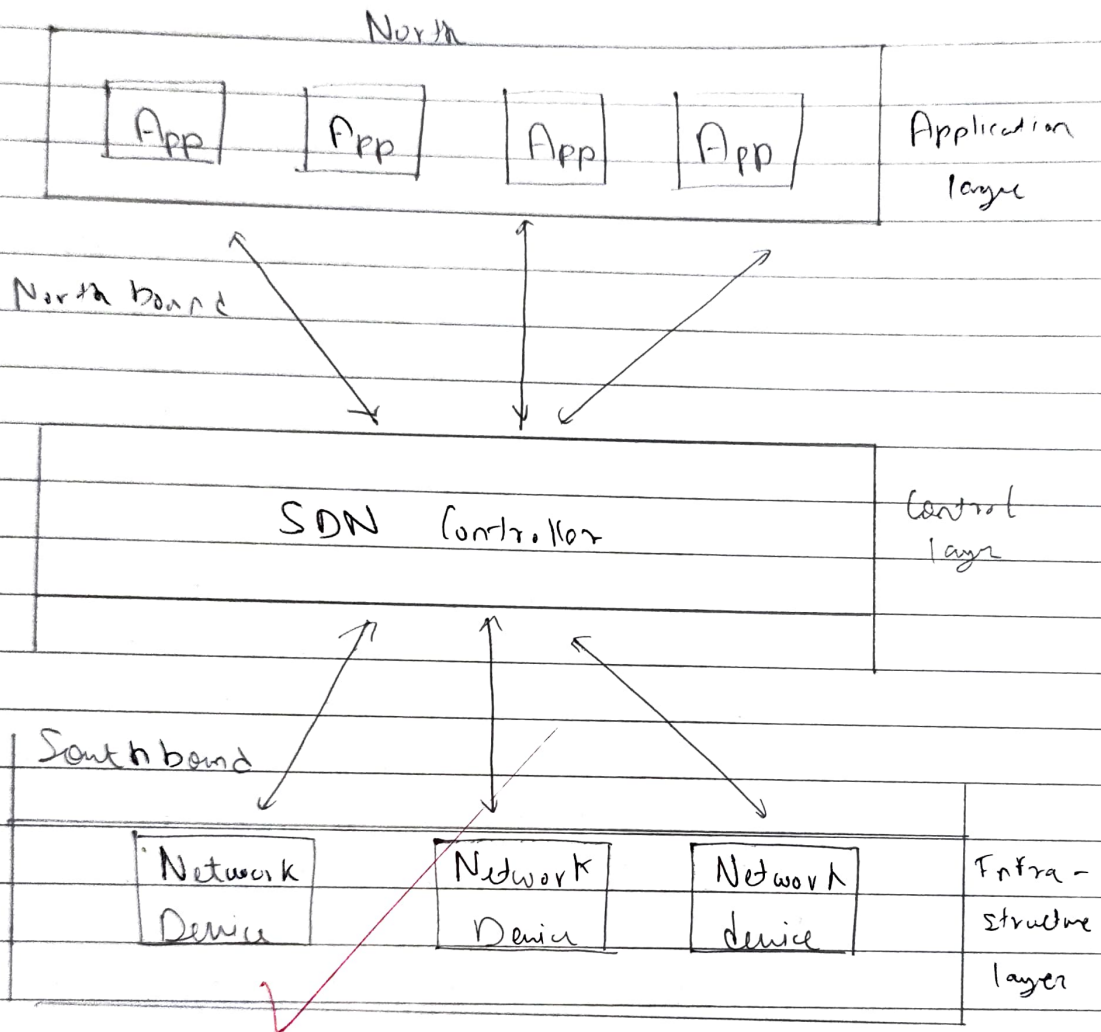 North
App App App App
Application
layer
North bound
SDN Controller
Control
layer
Southbound
Network Network Network
Device Device device
Infra-
structure
layer